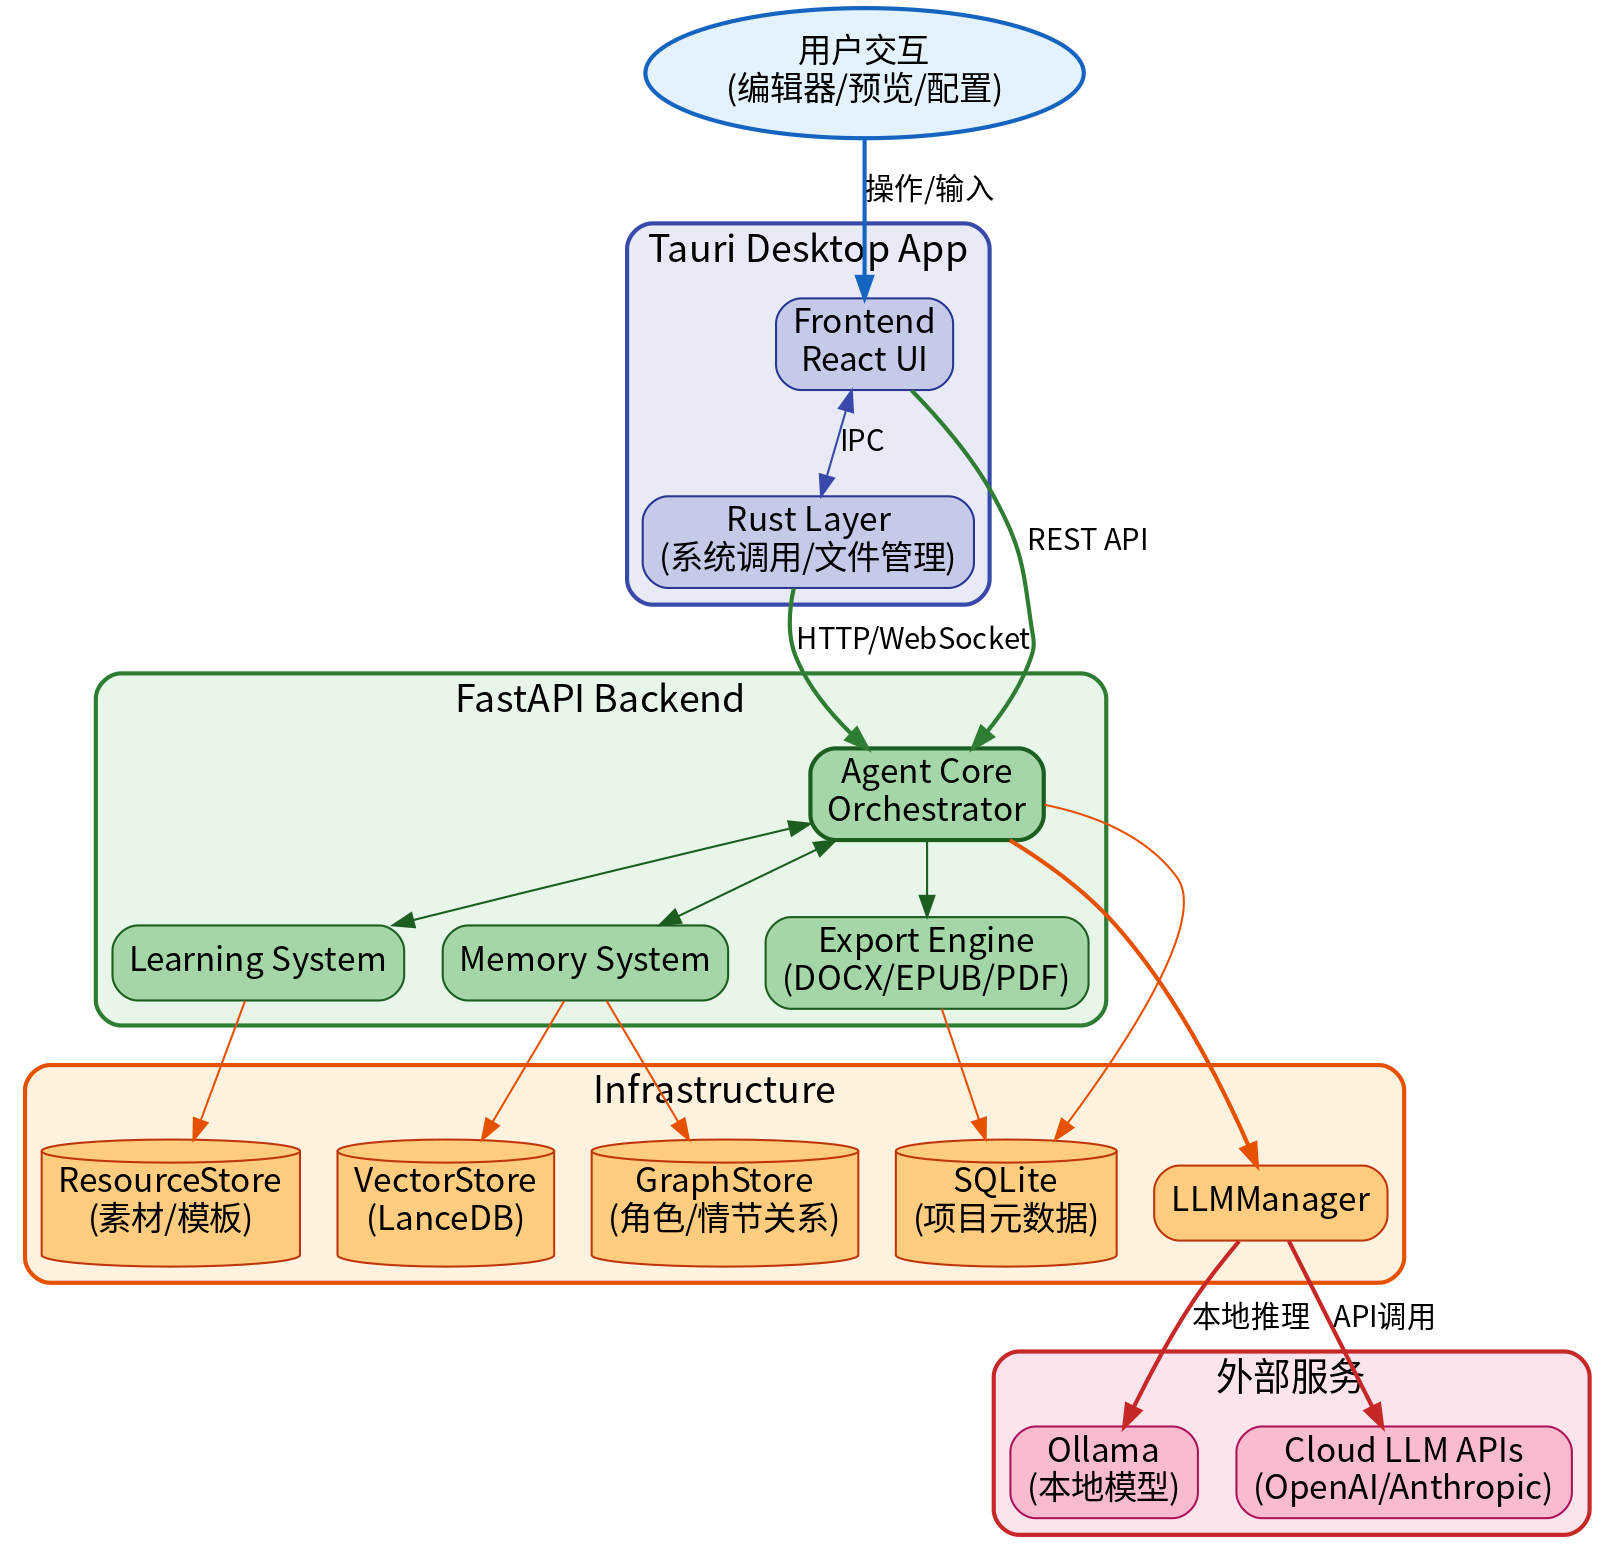 用户交互
(编辑器/预览/配置)
操作/输入
Tauri Desktop App
Frontend
React UI
IPC
Rust Layer
(系统调用/文件管理)
REST API
HTTP/WebSocket
FastAPI Backend
Agent Core
Orchestrator
Learning System
Memory System
Export Engine
(DOCX/EPUB/PDF)
Infrastructure
ResourceStore
(素材/模板)
VectorStore
(LanceDB)
GraphStore
(角色/情节关系)
SQLite
(项目元数据)
LLMManager
本地推理
API调用
外部服务
Ollama
(本地模型)
Cloud LLM APIs
(OpenAI/Anthropic)